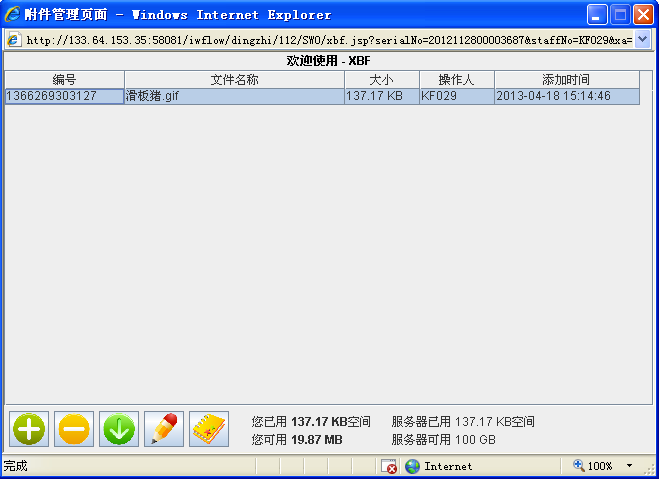 附件管理页面 - Windows Internet Explorer
http://133.64.153.35:58081/iwflow/dingzhi/112/SWO/xbf.jsp?serialNo=2012112800003687&staffNo=KF029&xa=
欢迎使用 - XBF
编号 文件名称 大小 操作人 添加时间
1366269303127 滑板猪.gif 137.17 KB KF029 2013-04-18 15:14:46
您已用 137.17 KB空间 服务器已用 137.17 KB空间
您可用 19.87 MB 服务器可用 100 GB
完成 Internet 100%